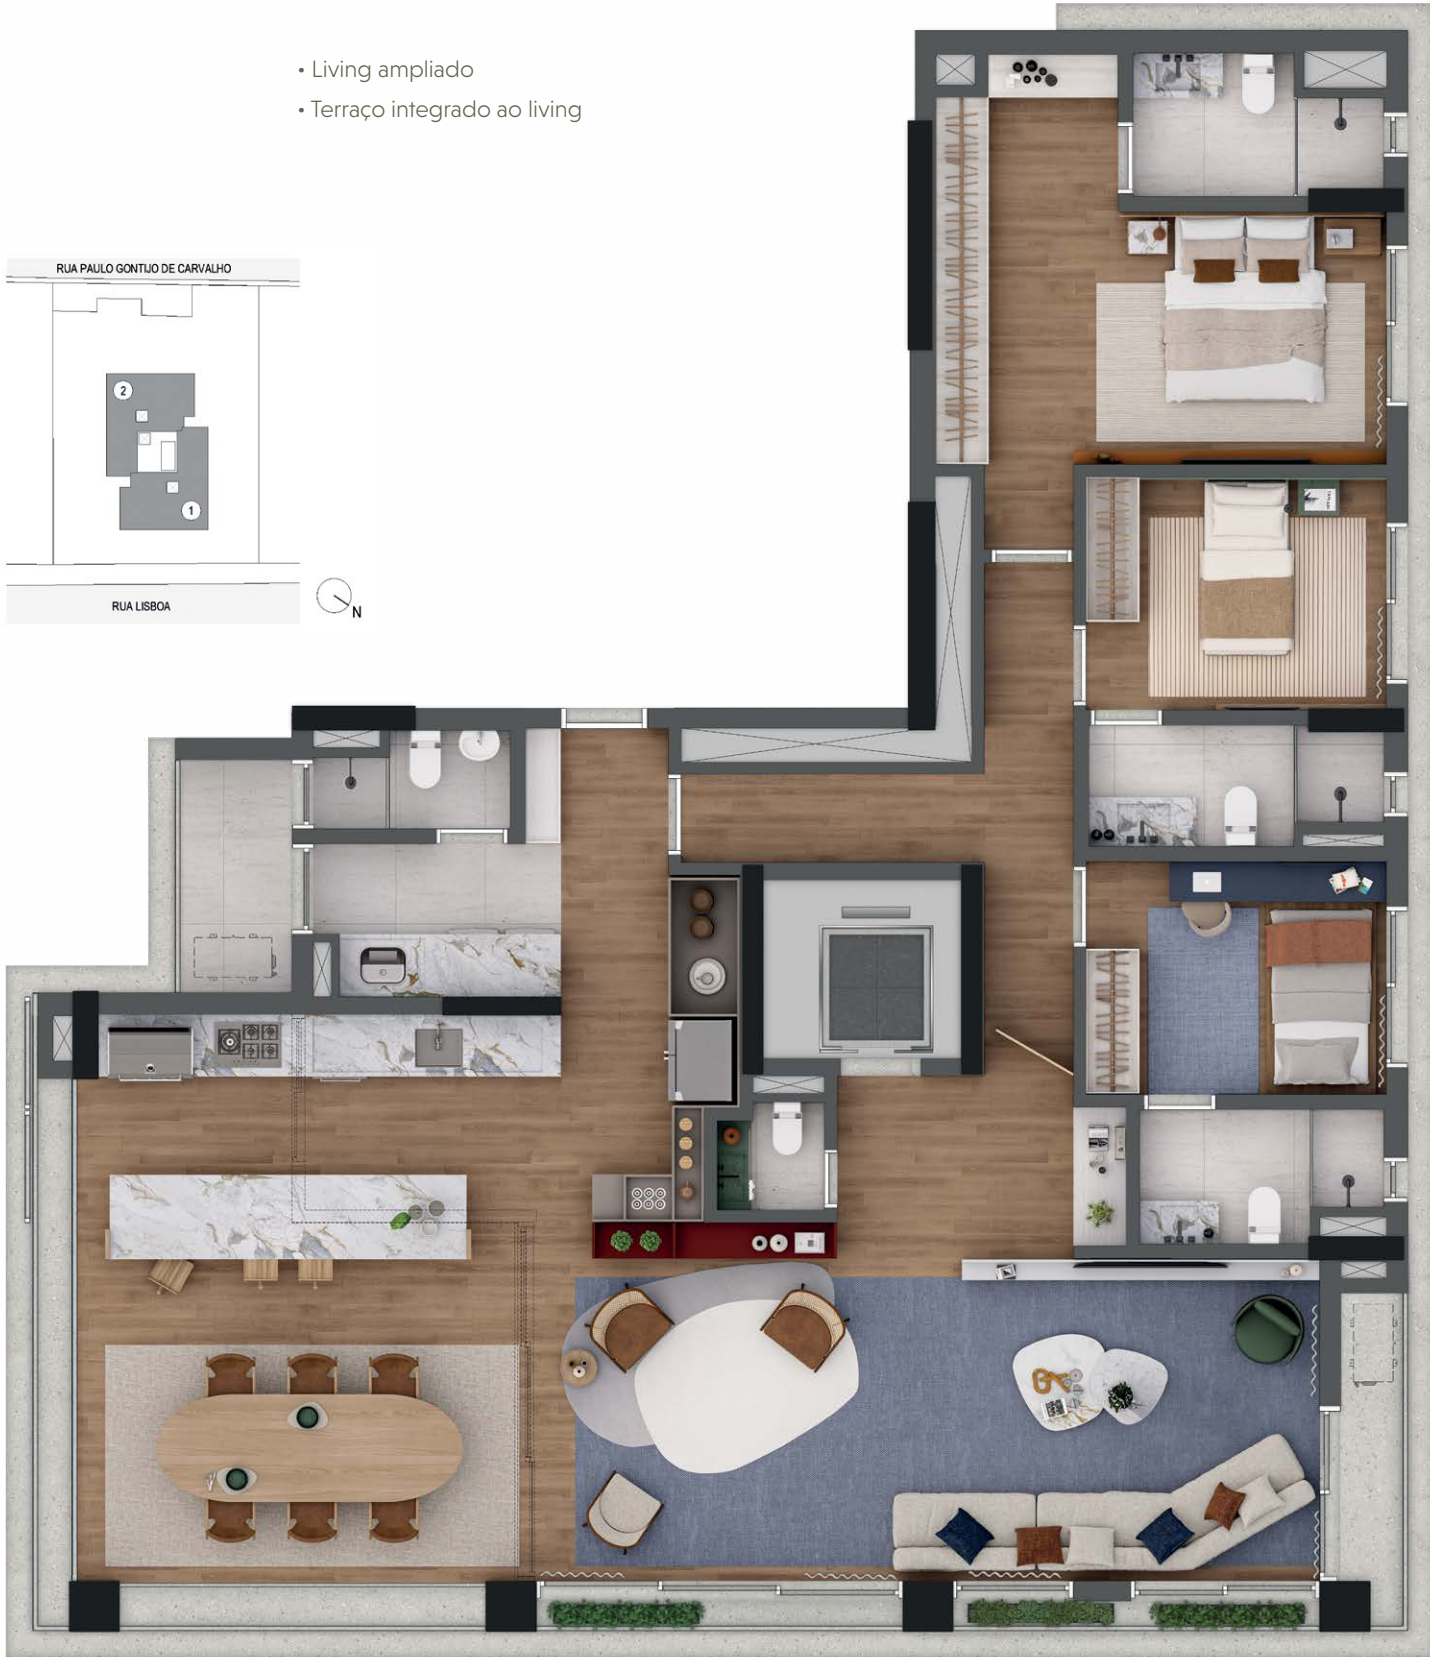 • Living ampliado
• Terraço integrado ao living
RUA PAULO GONTIJO DE CARVALHO
2
1
RUA LISBOA
N